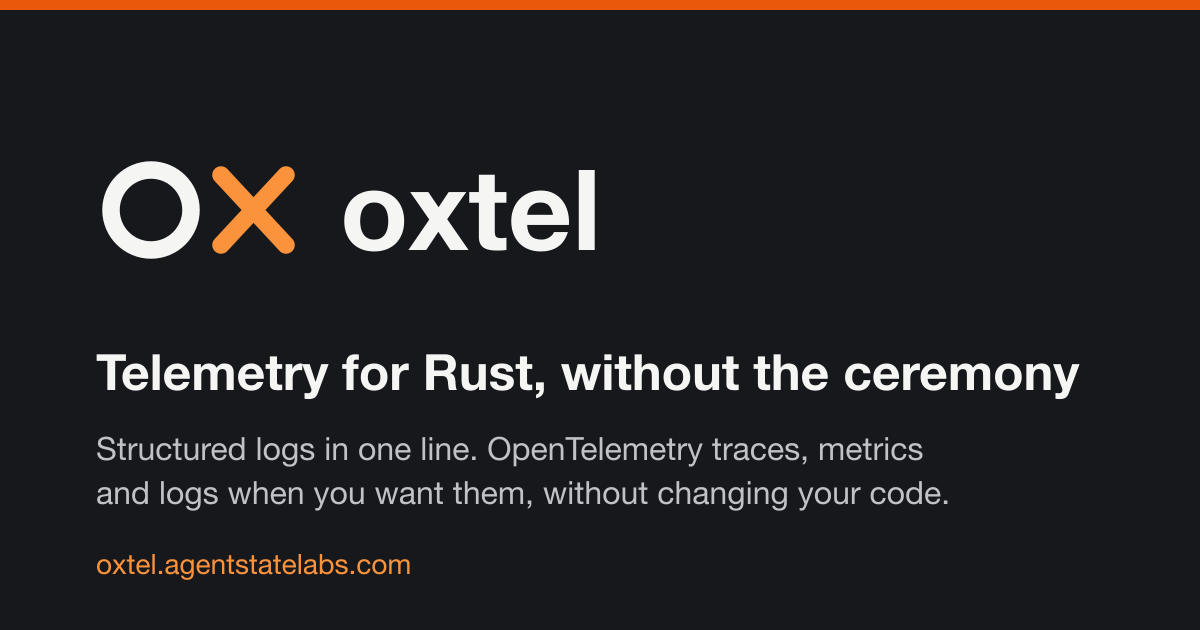 OX oxtel
Telemetry for Rust, without the ceremony
Structured logs in one line. OpenTelemetry traces, metrics
and logs when you want them, without changing your code.
oxtel.agentstatelabs.com